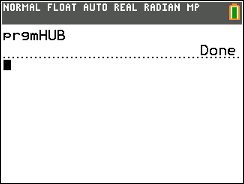 NORMAL FLOAT AUTO REAL RADIAN MP
prgmHUB
Done